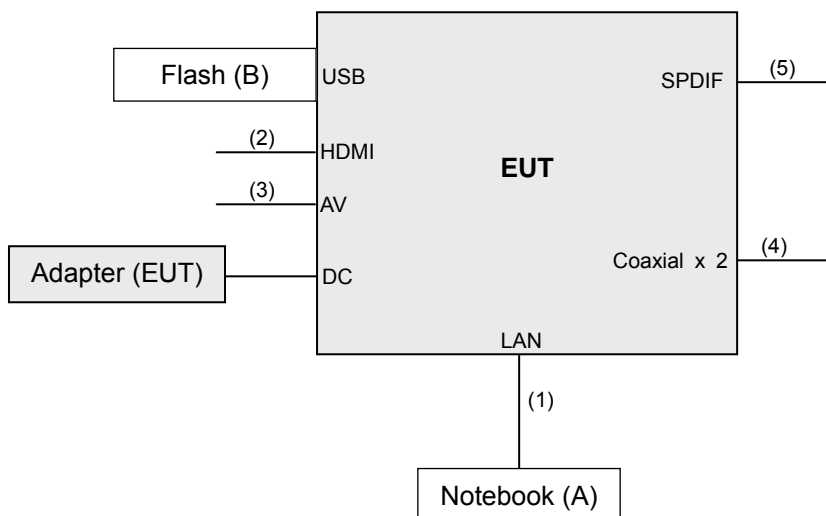 Flash (B)
USB
SPDIF
(5)
(2)
HDMI
EUT
(3)
AV
Coaxial x 2
(4)
Adapter (EUT)
DC
LAN
(1)
Notebook (A)